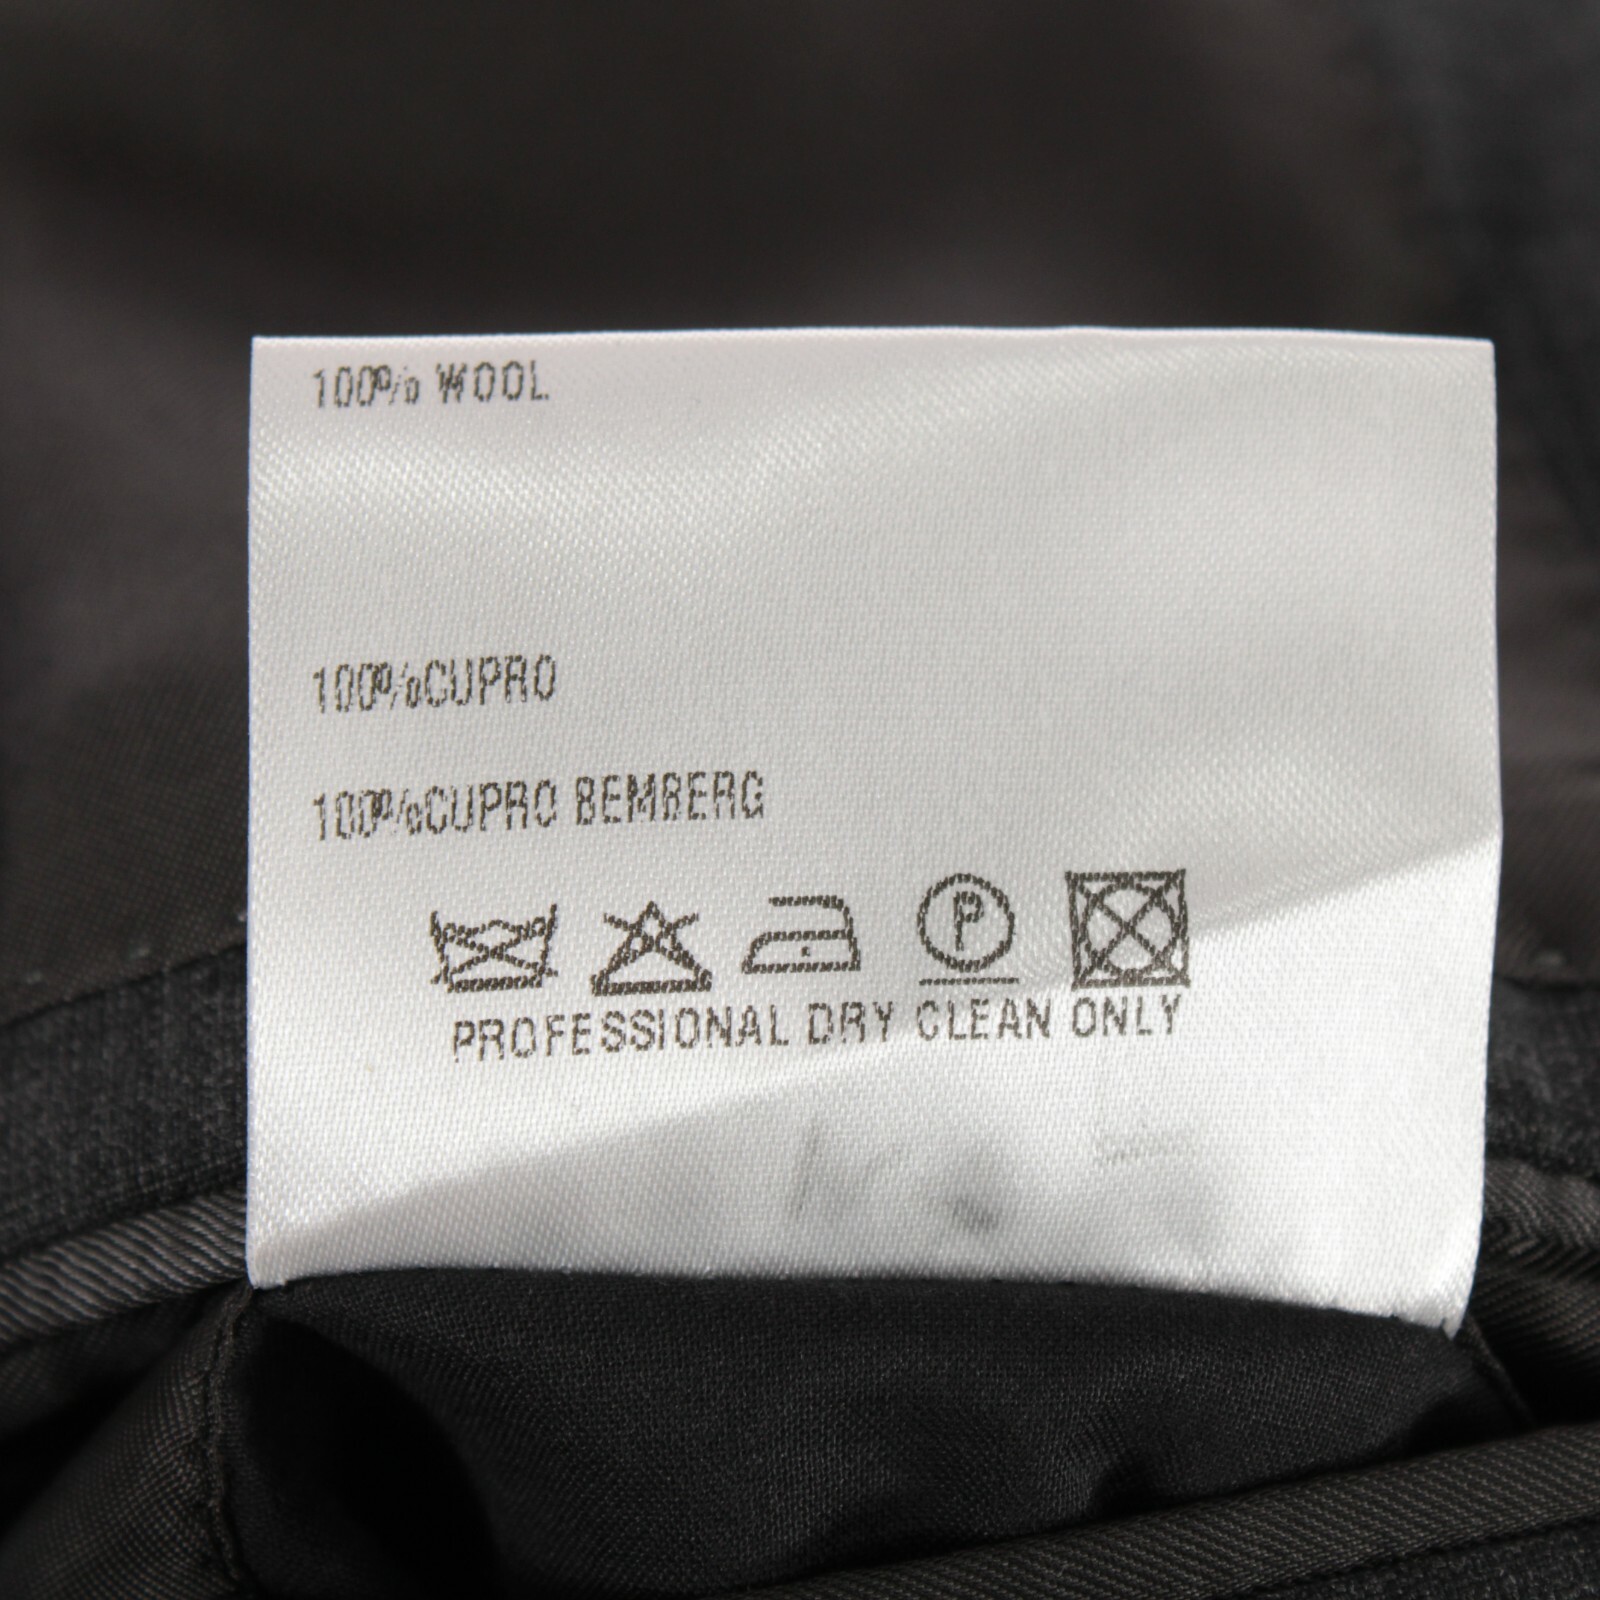 100% WOOL
100%CUPRO
100%CUPRO BEMBERG
P
PROFESSIONAL DRY CLEAN ONLY